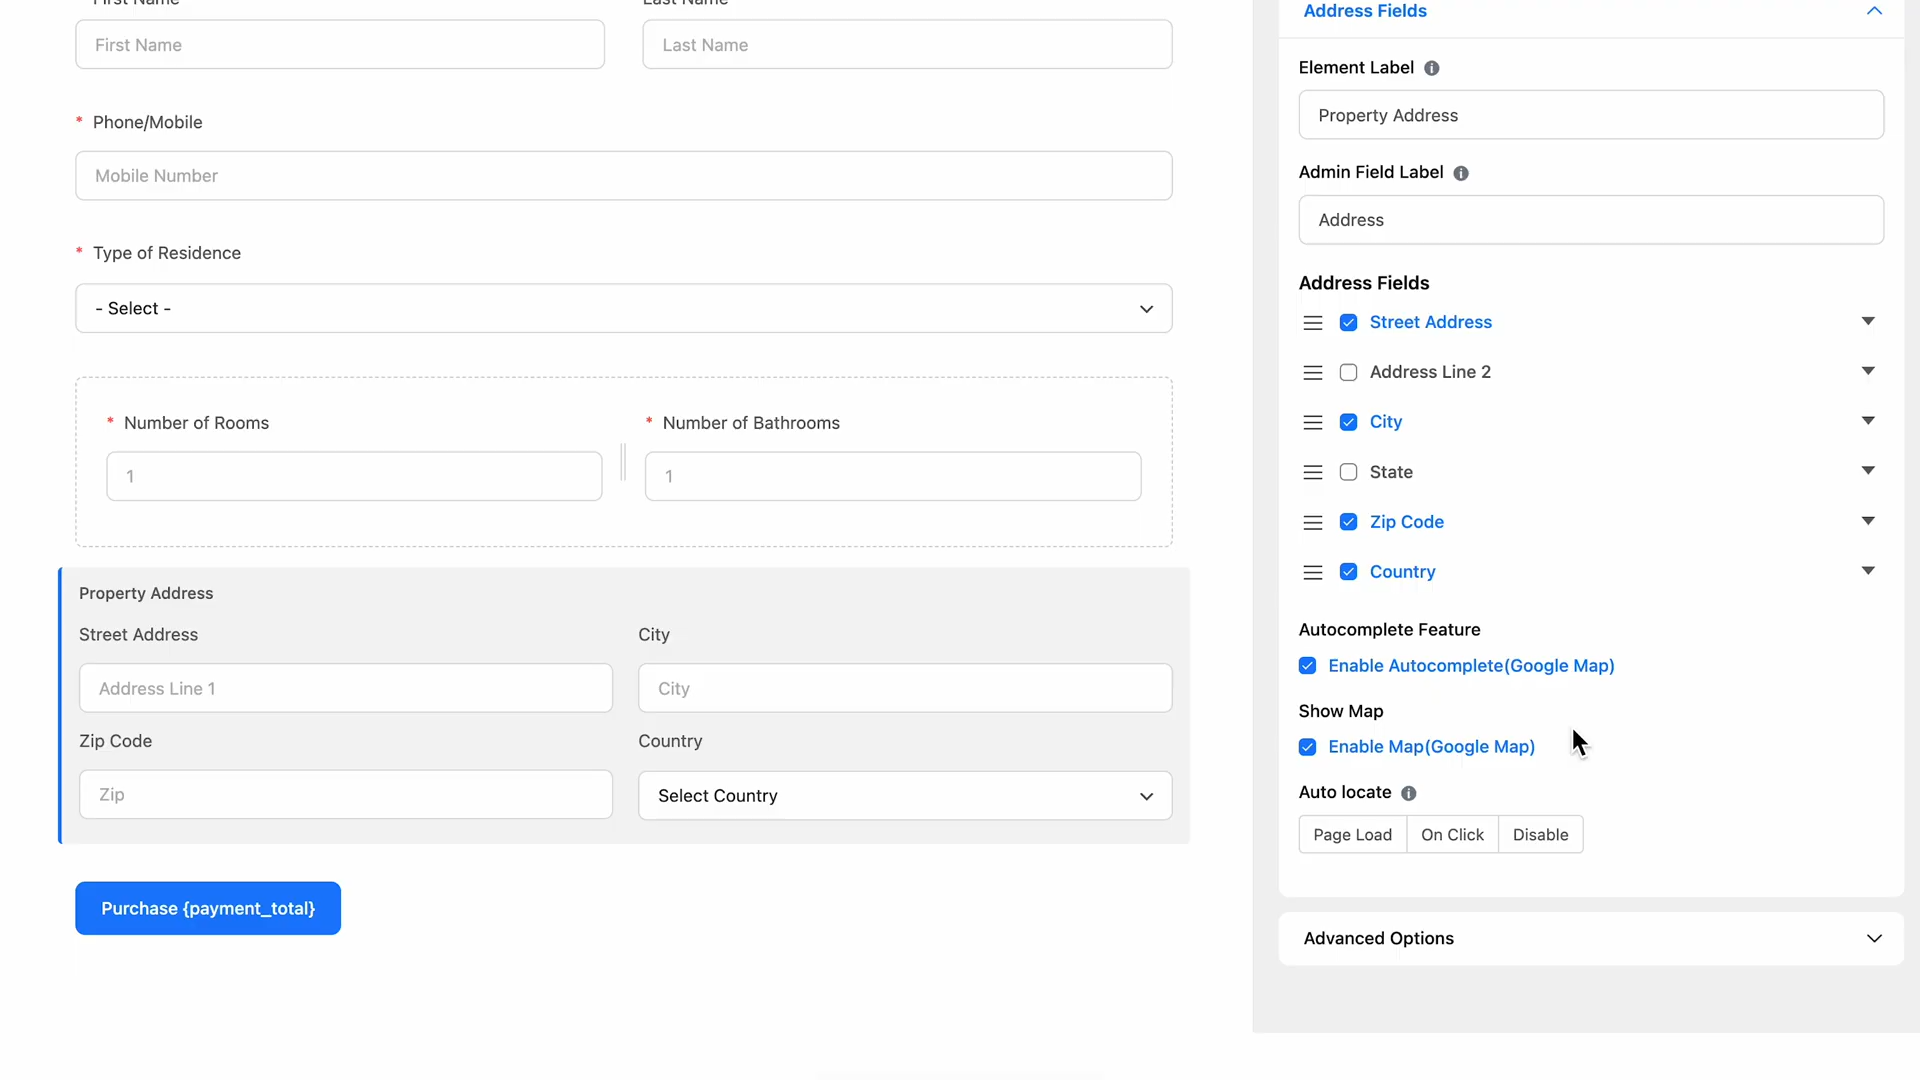 First Name
Last Name
First Name
Last Name
* Phone/Mobile
Mobile Number
* Type of Residence
- Select -
* Number of Rooms
* Number of Bathrooms
1
1
Property Address
Street Address
City
Address Line 1
City
Zip Code
Country
Zip
Select Country
Purchase {payment_total}
Address Fields
Element Label
Property Address
Admin Field Label
Address
Address Fields
Street Address
Address Line 2
City
State
Zip Code
Country
Autocomplete Feature
Enable Autocomplete(Google Map)
Show Map
Enable Map(Google Map)
Auto locate
Page Load
On Click
Disable
Advanced Options